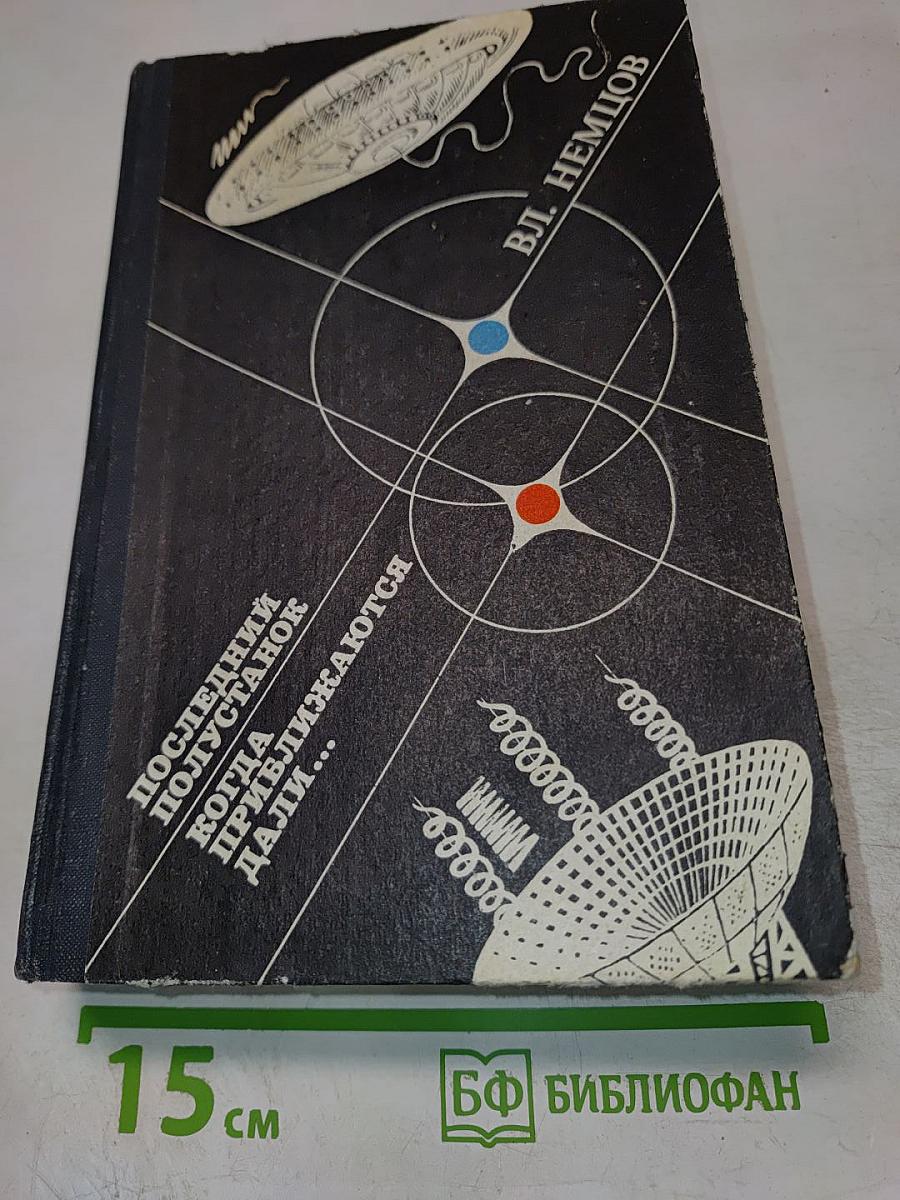 ВЛ. НЕМЦОВ
ПОСЛЕДНИЙ
ПОЛУСТАНОК
КОГДА
ПРИБЛИЖАЮТСЯ
ДАЛИ...
15 см
БФ БИБЛИОФАН